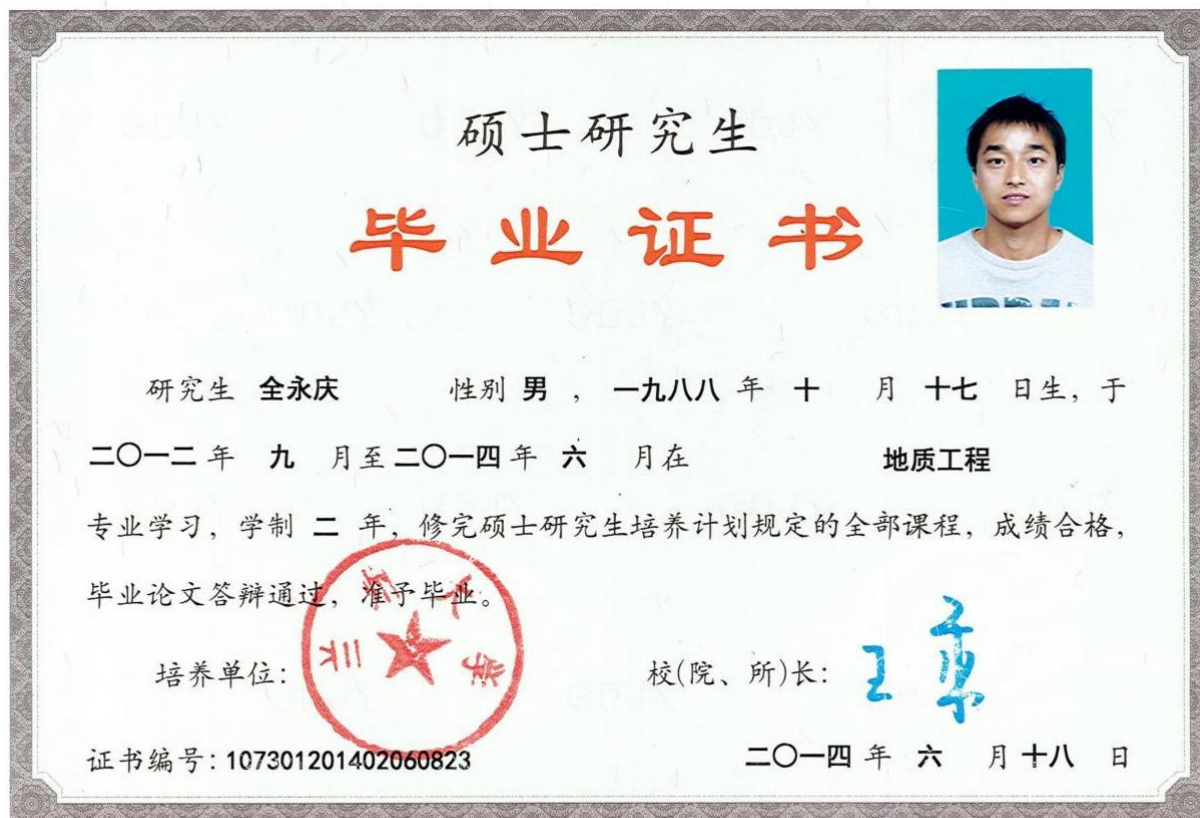 硕士研究生
毕业证书
研究生 全永庆 性别 男 ， 一九八八 年 十 月 十七 日生，于
二〇一二 年 九 月至 二〇一四 年 六 月在 地质工程
专业学习，学制 二 年，修完硕士研究生培养计划规定的全部课程，成绩合格，
毕业论文答辩通过，准予毕业。
兰州大学
培养单位： 校(院、所)长： 王乘
证书编号：107301201402060823 二〇一四 年 六 月 十八 日